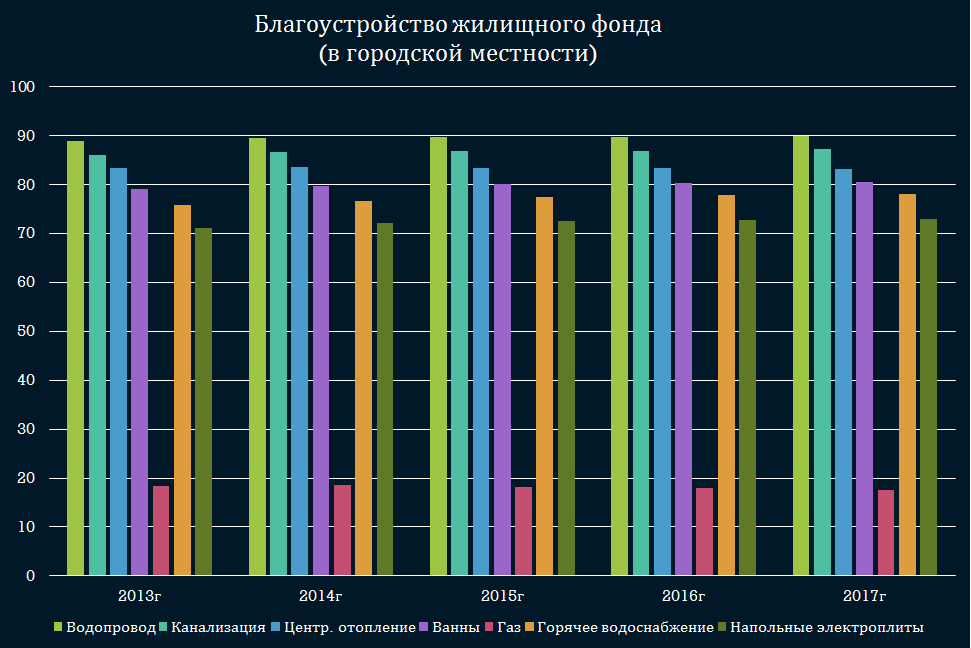 Благоустройство жилищного фонда
(в городской местности)
100
90
80
70
60
50
40
30
20
10
0
2013г 2014г 2015г 2016г 2017г
Водопровод Канализация Центр. отопление Ванны Газ Горячее водоснабжение Напольные электроплиты